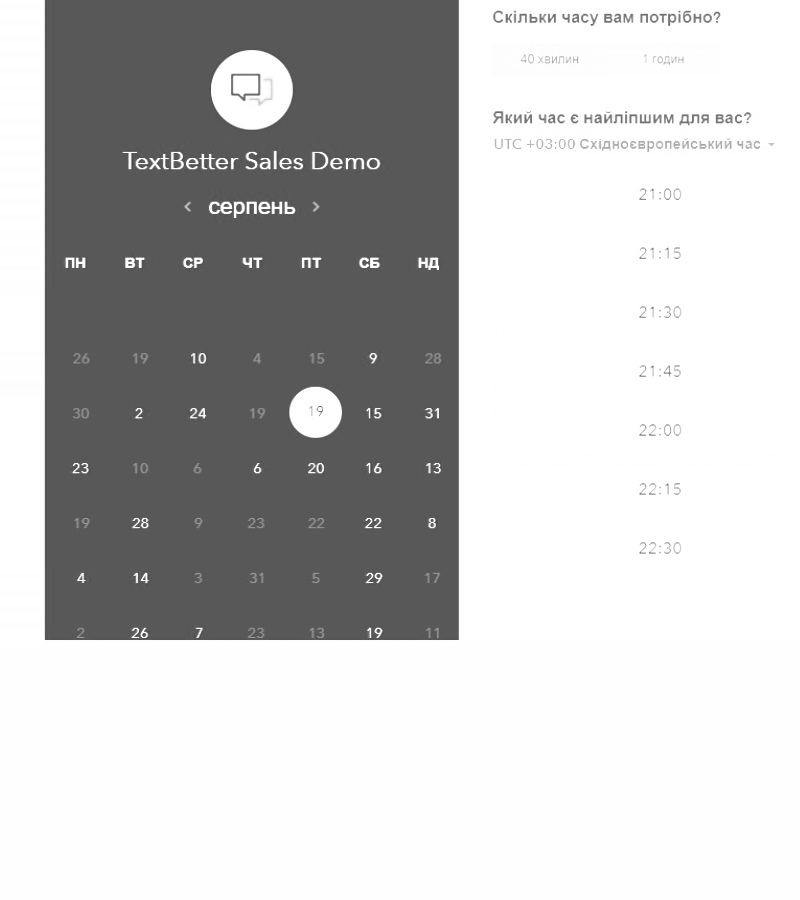 TextBetter Sales Demo
серпень
ПН ВТ СР ЧТ ПТ СБ НД
26 19 10 4 15 9 28
30 2 24 19 19 15 31
23 10 6 6 20 16 13
19 28 9 23 22 22 8
4 14 3 31 5 29 17
2 26 7 23 13 19 11
Скільки часу вам потрібно?
40 хвилин 1 годин
Який час є найліпшим для вас?
UTC +03:00 Східноєвропейський час
21:00
21:15
21:30
21:45
22:00
22:15
22:30